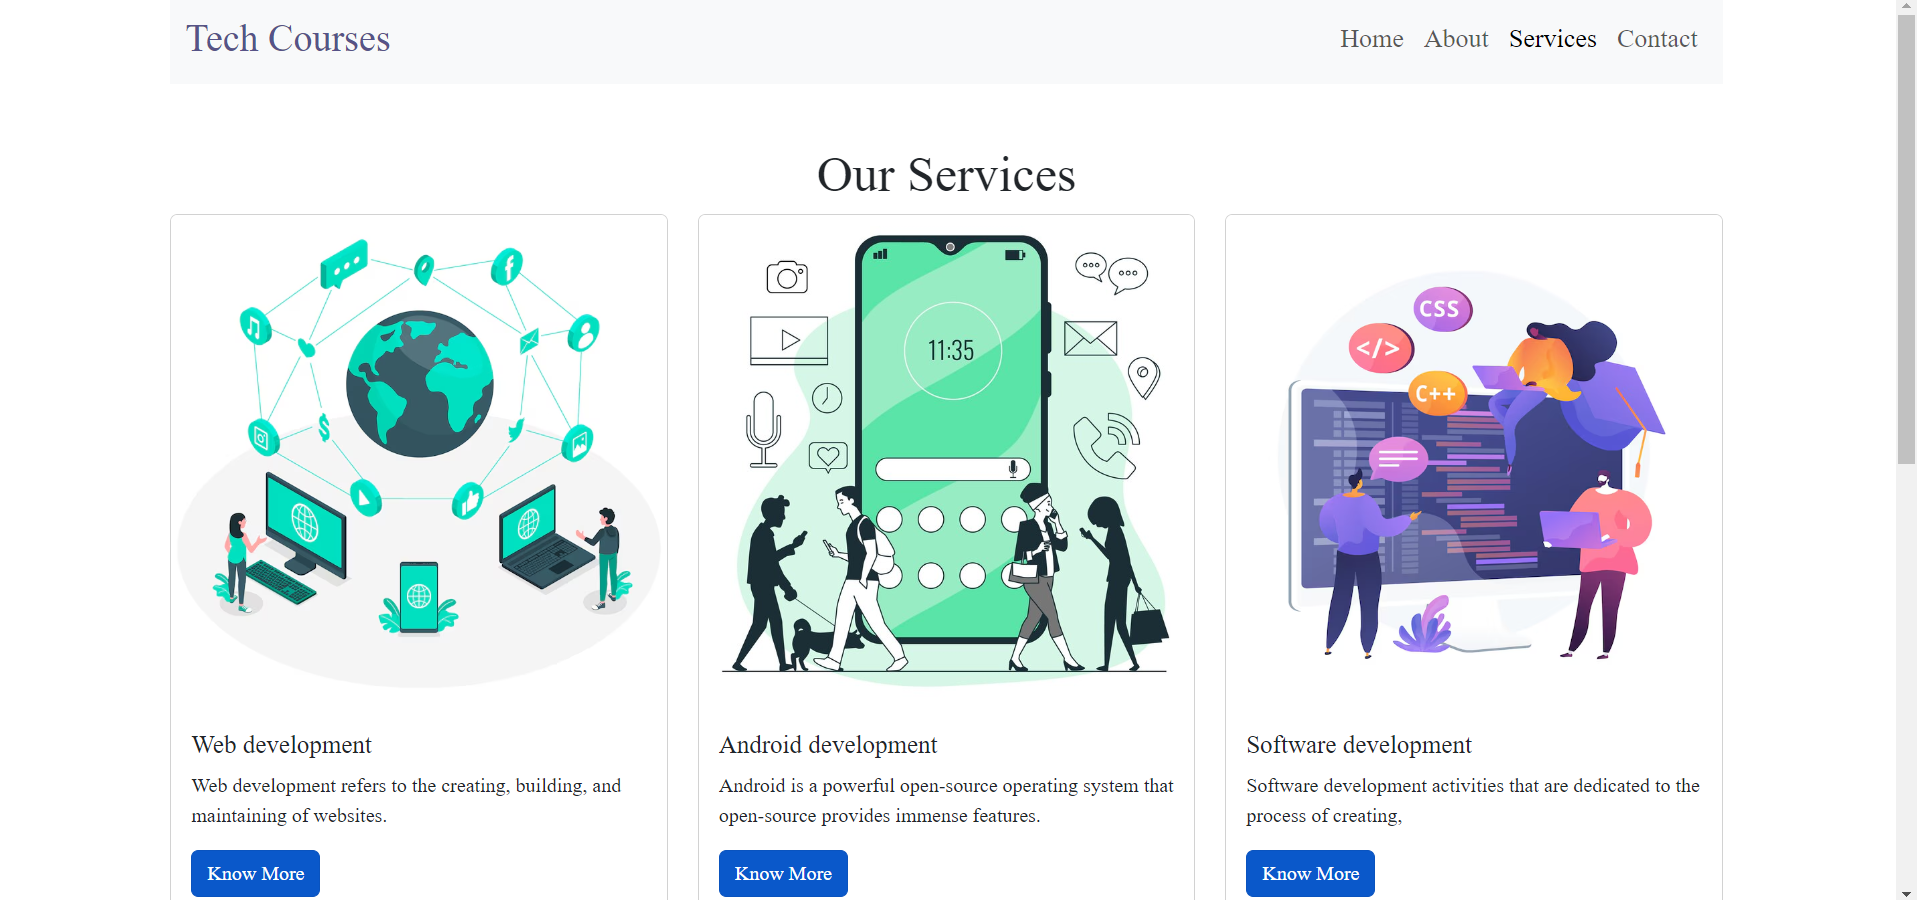 Tech Courses
Home About Services Contact
Our Services
11:35
CSS
</>
C++
Web development
Web development refers to the creating, building, and
maintaining of websites.
Know More
Android development
Android is a powerful open-source operating system that
open-source provides immense features.
Know More
Software development
Software development activities that are dedicated to the
process of creating,
Know More